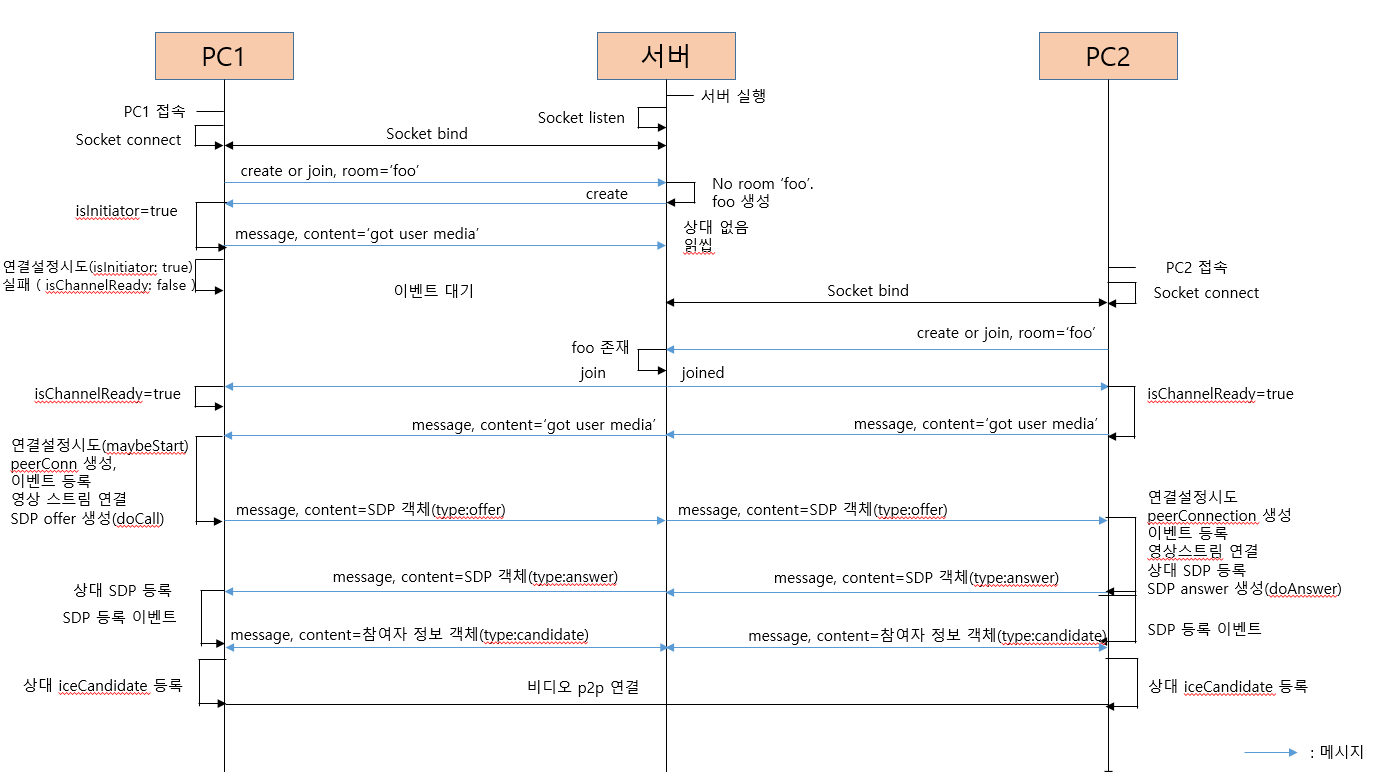 PC1
서버
PC2
서버 실행
PC1 접속
Socket listen
Socket connect
Socket bind
create or join, room=‘foo’
No room ‘foo’.
foo 생성
create
isInitiator=true
message, content=‘got user media’
상대 없음
읽씹
연결설정시도(isInitiator: true)
실패 ( isChannelReady: false )
PC2 접속
이벤트 대기
Socket bind
Socket connect
create or join, room=‘foo’
foo 존재
join
joined
isChannelReady=true
isChannelReady=true
message, content=‘got user media’
message, content=‘got user media’
연결설정시도(maybeStart)
peerConn 생성,
이벤트 등록
영상 스트림 연결
SDP offer 생성(doCall)
message, content=SDP 객체(type:offer)
message, content=SDP 객체(type:offer)
연결설정시도
peerConnection 생성
이벤트 등록
영상스트림 연결
상대 SDP 등록
SDP answer 생성(doAnswer)
message, content=SDP 객체(type:answer)
message, content=SDP 객체(type:answer)
상대 SDP 등록
SDP 등록 이벤트
SDP 등록 이벤트
message, content=참여자 정보 객체(type:candidate)
message, content=참여자 정보 객체(type:candidate)
상대 iceCandidate 등록
비디오 p2p 연결
상대 iceCandidate 등록
: 메시지